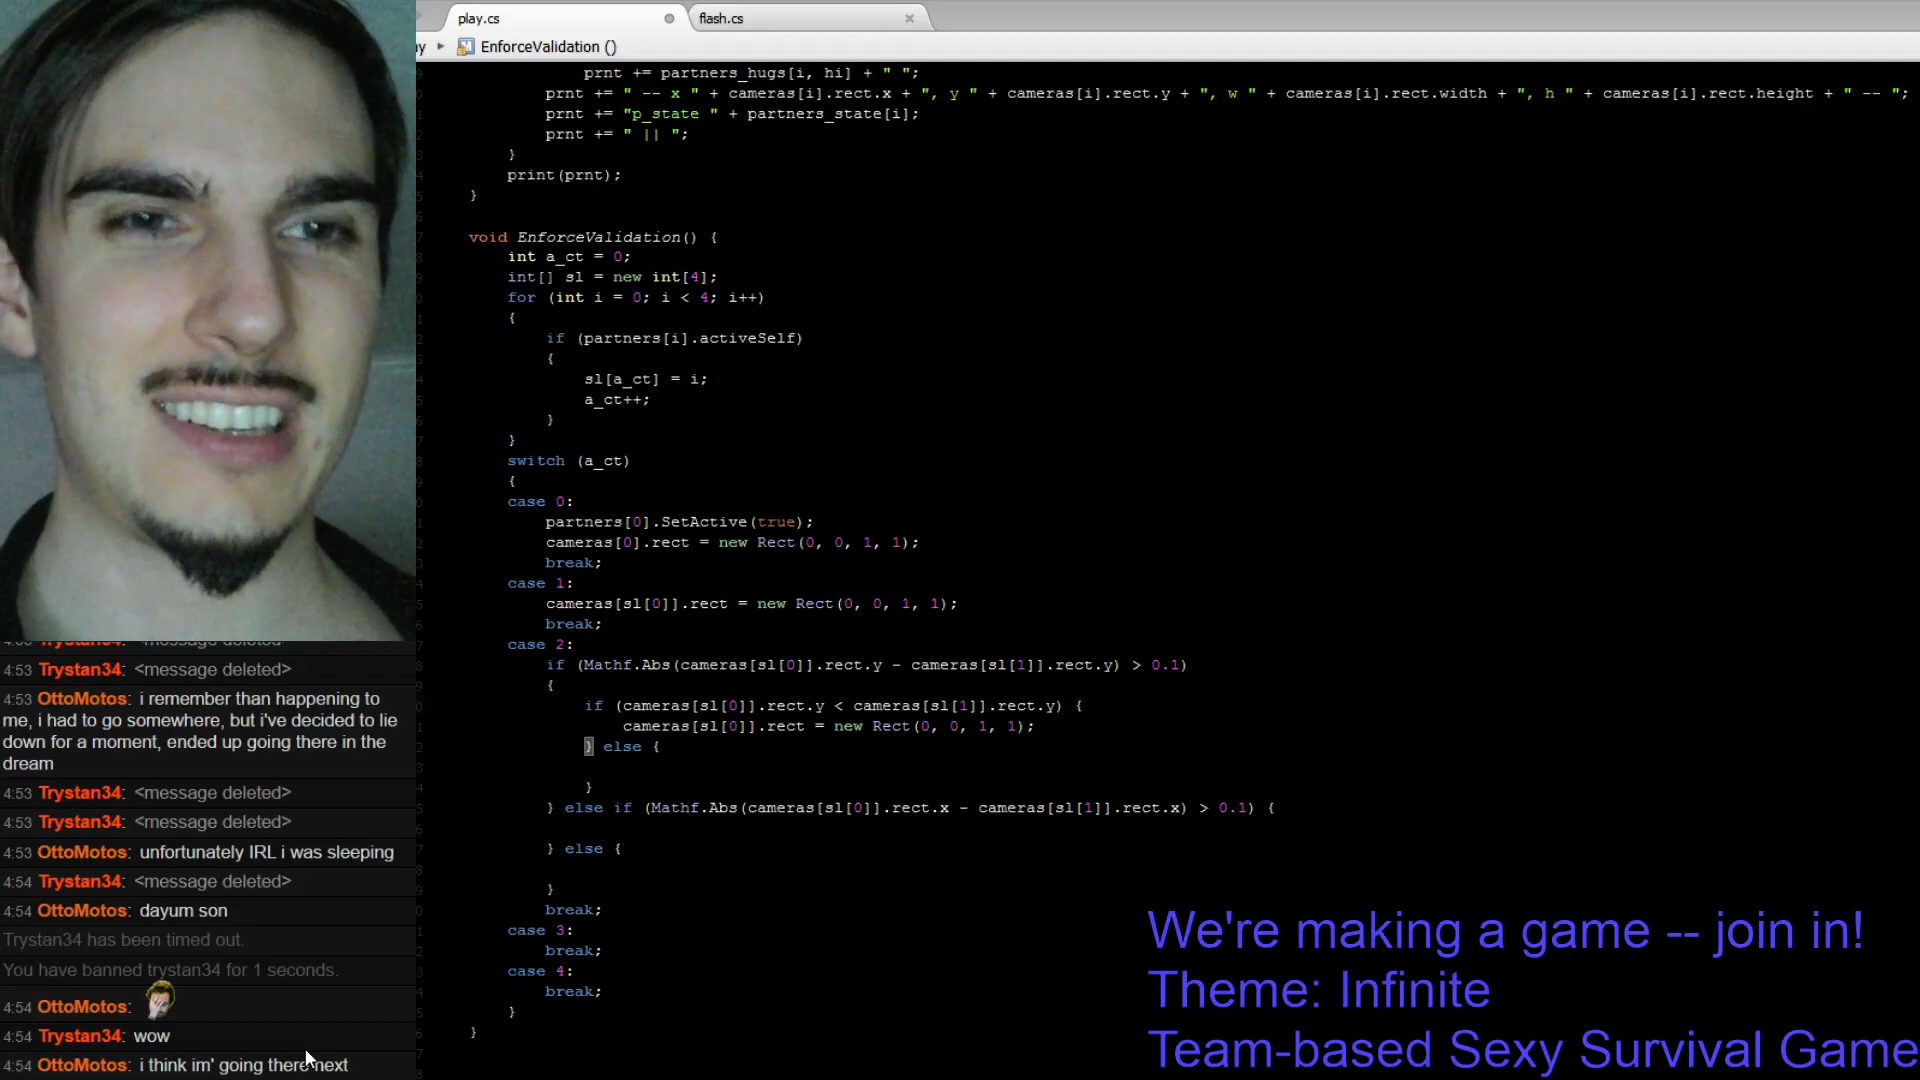 play.cs
flash.cs
EnforceValidation ()
prnt += partners_hugs[i, hi] + " ";
prnt += " -- x " + cameras[i].rect.x + ", y " + cameras[i].rect.y + ", w " + cameras[i].rect.width + ", h " + cameras[i].rect.height + " -- ";
prnt += "p_state " + partners_state[i];
prnt += " || ";
}
print(prnt);
}
void EnforceValidation() {
int a_ct = 0;
int[] sl = new int[4];
for (int i = 0; i < 4; i++)
{
if (partners[i].activeSelf)
{
sl[a_ct] = i;
a_ct++;
}
}
switch (a_ct)
{
case 0:
partners[0].SetActive(true);
cameras[0].rect = new Rect(0, 0, 1, 1);
break;
case 1:
cameras[sl[0]].rect = new Rect(0, 0, 1, 1);
break;
case 2:
if (Mathf.Abs(cameras[sl[0]].rect.y - cameras[sl[1]].rect.y) > 0.1)
{
if (cameras[sl[0]].rect.y < cameras[sl[1]].rect.y) {
cameras[sl[0]].rect = new Rect(0, 0, 1, 1);
} else {
}
} else if (Mathf.Abs(cameras[sl[0]].rect.x - cameras[sl[1]].rect.x) > 0.1) {
} else {
}
break;
case 3:
break;
case 4:
break;
}
}
4:53 Trystan34: <message deleted>
4:53 OttoMotos: i remember than happening to
me, i had to go somewhere, but i've decided to lie
down for a moment, ended up going there in the
dream
4:53 Trystan34: <message deleted>
4:53 Trystan34: <message deleted>
4:53 OttoMotos: unfortunately IRL i was sleeping
4:54 Trystan34: <message deleted>
4:54 OttoMotos: dayum son
Trystan34 has been timed out.
You have banned trystan34 for 1 seconds.
4:54 OttoMotos:
4:54 Trystan34: wow
4:54 OttoMotos: i think im' going there next
We're making a game -- join in!
Theme: Infinite
Team-based Sexy Survival Game